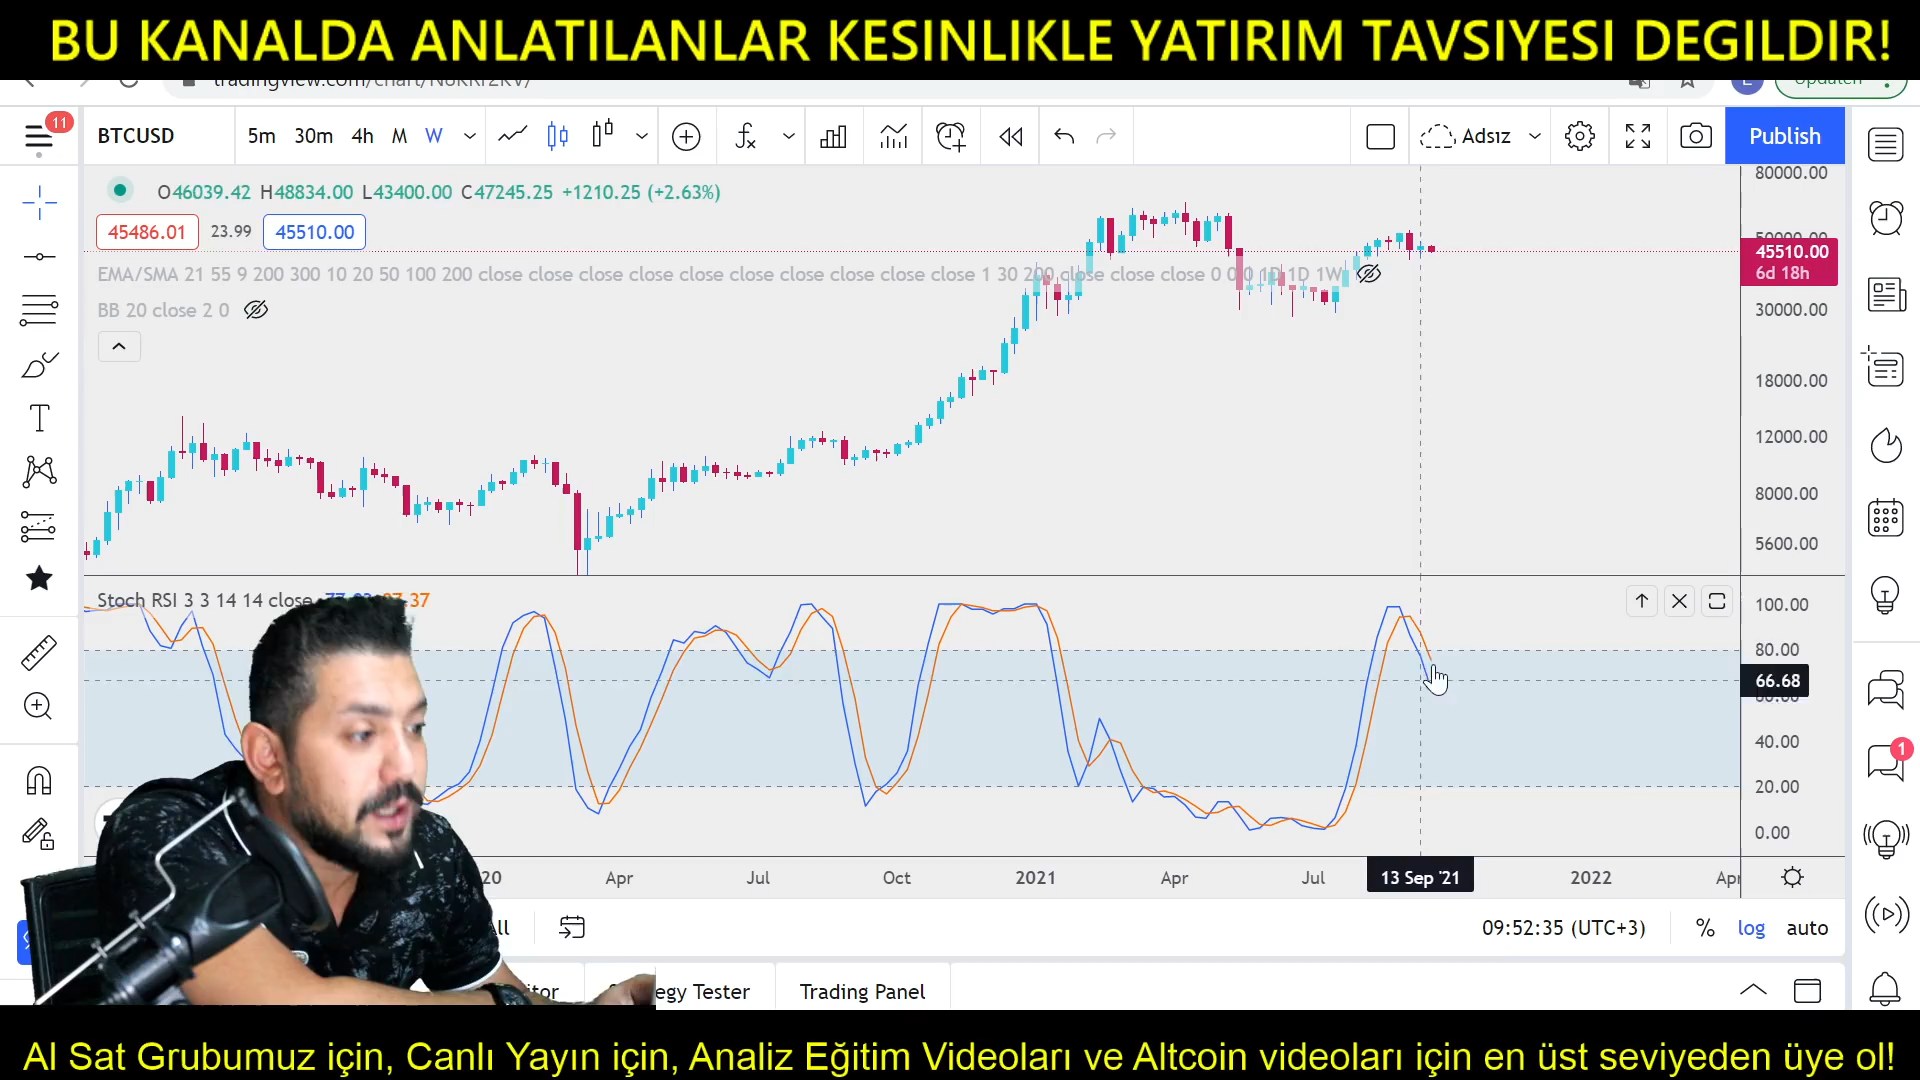 BU KANALDA ANLATILANLAR KESINLIKLE YATIRIM TAVSIYESI DEGILDIR!
11
BTCUSD
5m 30m 4h M W
Adsız
Publish
O46039.42 H48834.00 L43400.00 C47245.25 +1210.25 (+2.63%)
45486.01 23.99 45510.00
EMA/SMA 21 55 9 200 300 10 20 50 100 200 close close close close close close close close close close 1 30 200 close close close 0 0 0 1D 1D 1W
BB 20 close 2 0
80000.00
45510.00
6d 18h
30000.00
18000.00
12000.00
8000.00
5600.00
Stoch RSI 3 3 14 14 close
100.00
80.00
66.68
40.00
20.00
0.00
1
20 Apr Jul Oct 2021 Apr Jul 13 Sep '21 2022 Apr
09:52:35 (UTC+3) % log auto
Tester Trading Panel
Al Sat Grubumuz için, Canlı Yayın için, Analiz Eğitim Videoları ve Altcoin videoları için en üst seviyeden üye ol!